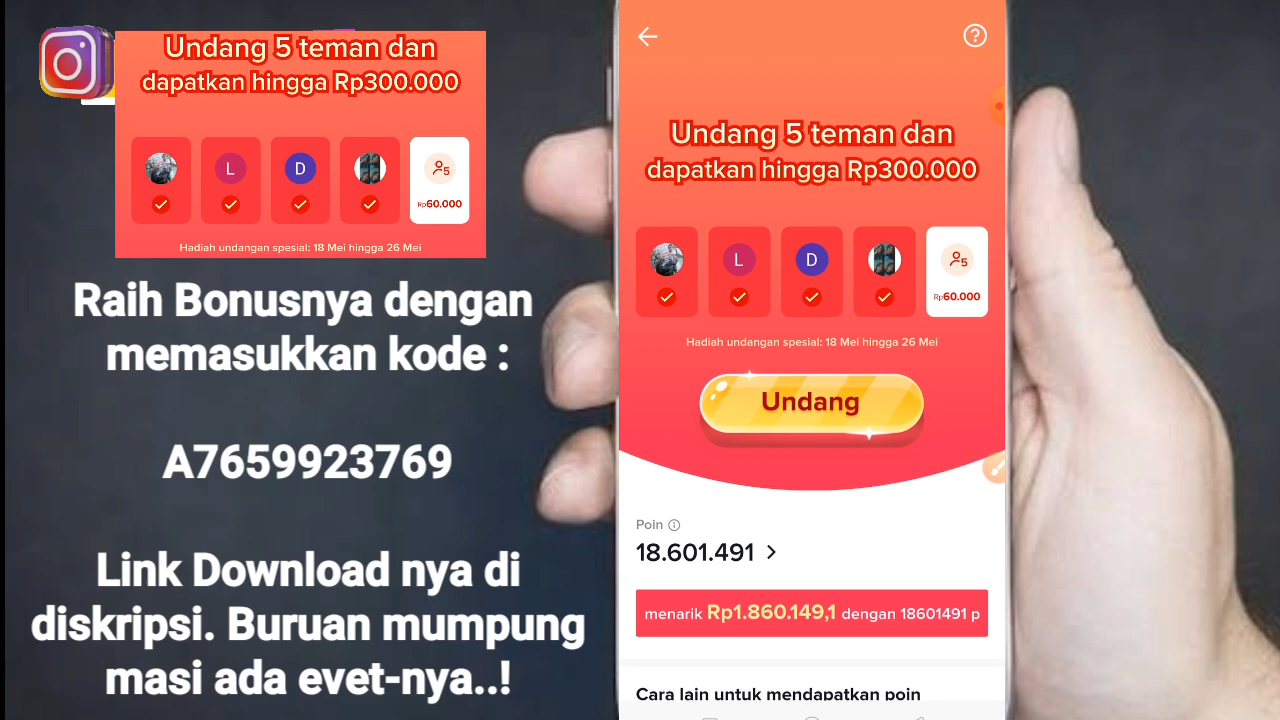 Undang 5 teman dan
dapatkan hingga Rp300.000
L
D
5
Rp60.000
Hadiah undangan spesial: 18 Mei hingga 26 Mei
Raih Bonusnya dengan
memasukkan kode :
A7659923769
Link Download nya di
diskripsi. Buruan mumpung
masi ada evet-nya..!
Undang 5 teman dan
dapatkan hingga Rp300.000
L
D
5
Rp60.000
Hadiah undangan spesial: 18 Mei hingga 26 Mei
Undang
Poin
18.601.491
menarik Rp1.860.149,1 dengan 18601491 p
Cara lain untuk mendapatkan poin